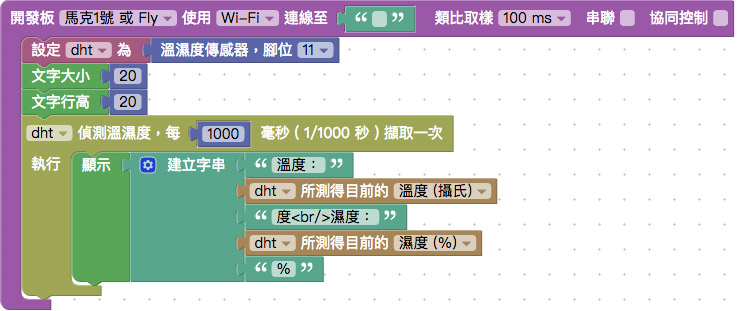 開發板 馬克1號 或 Fly 使用 Wi-Fi 連線至 “ ” 類比取樣 100 ms 串聯 協同控制
設定 dht 為 溫濕度傳感器，腳位 11
文字大小 20
文字行高 20
dht 偵測溫濕度，每 1000 毫秒 ( 1/1000 秒 ) 擷取一次
執行 顯示 建立字串 “ 溫度： ”
dht 所測得目前的 溫度 (攝氏)
“ 度<br/>濕度： ”
dht 所測得目前的 濕度 (%)
“ % ”